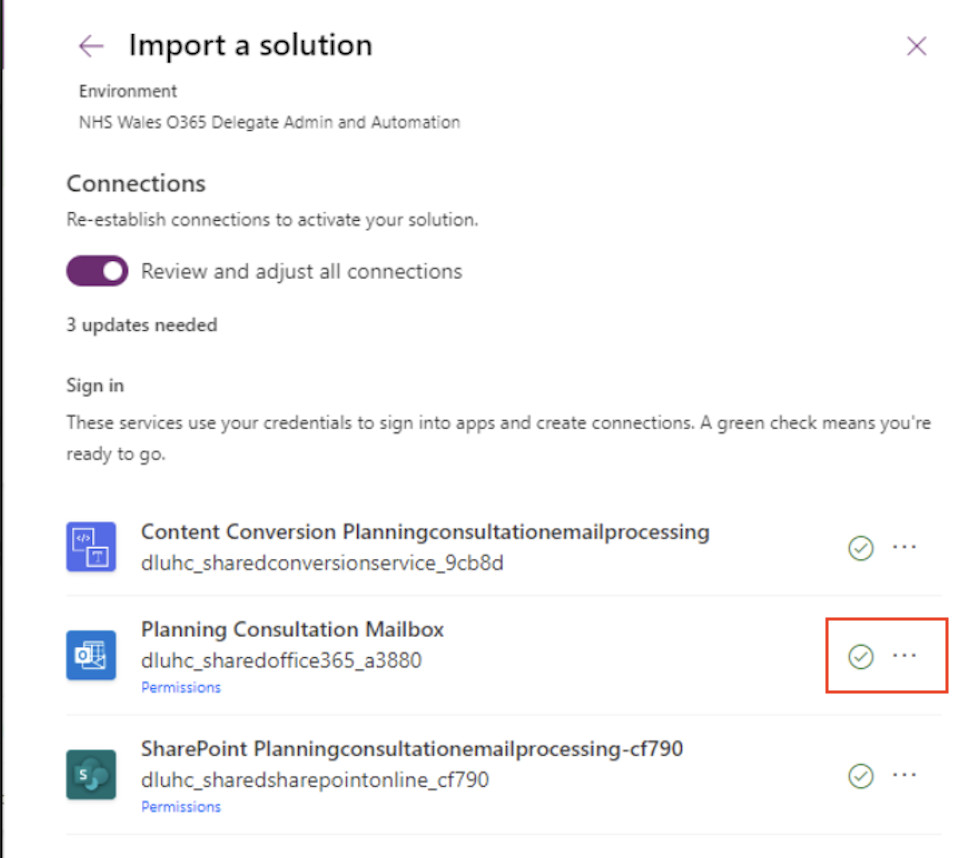 Import a solution
Environment
NHS Wales O365 Delegate Admin and Automation
Connections
Re-establish connections to activate your solution.
Review and adjust all connections
3 updates needed
Sign in
These services use your credentials to sign into apps and create connections. A green check means you're
ready to go.
Content Conversion Planningconsultationemailprocessing
dluhc_sharedconversionservice_9cb8d
Planning Consultation Mailbox
dluhc_sharedoffice365_a3880
Permissions
SharePoint Planningconsultationemailprocessing-cf790
dluhc_sharedsharepointonline_cf790
Permissions